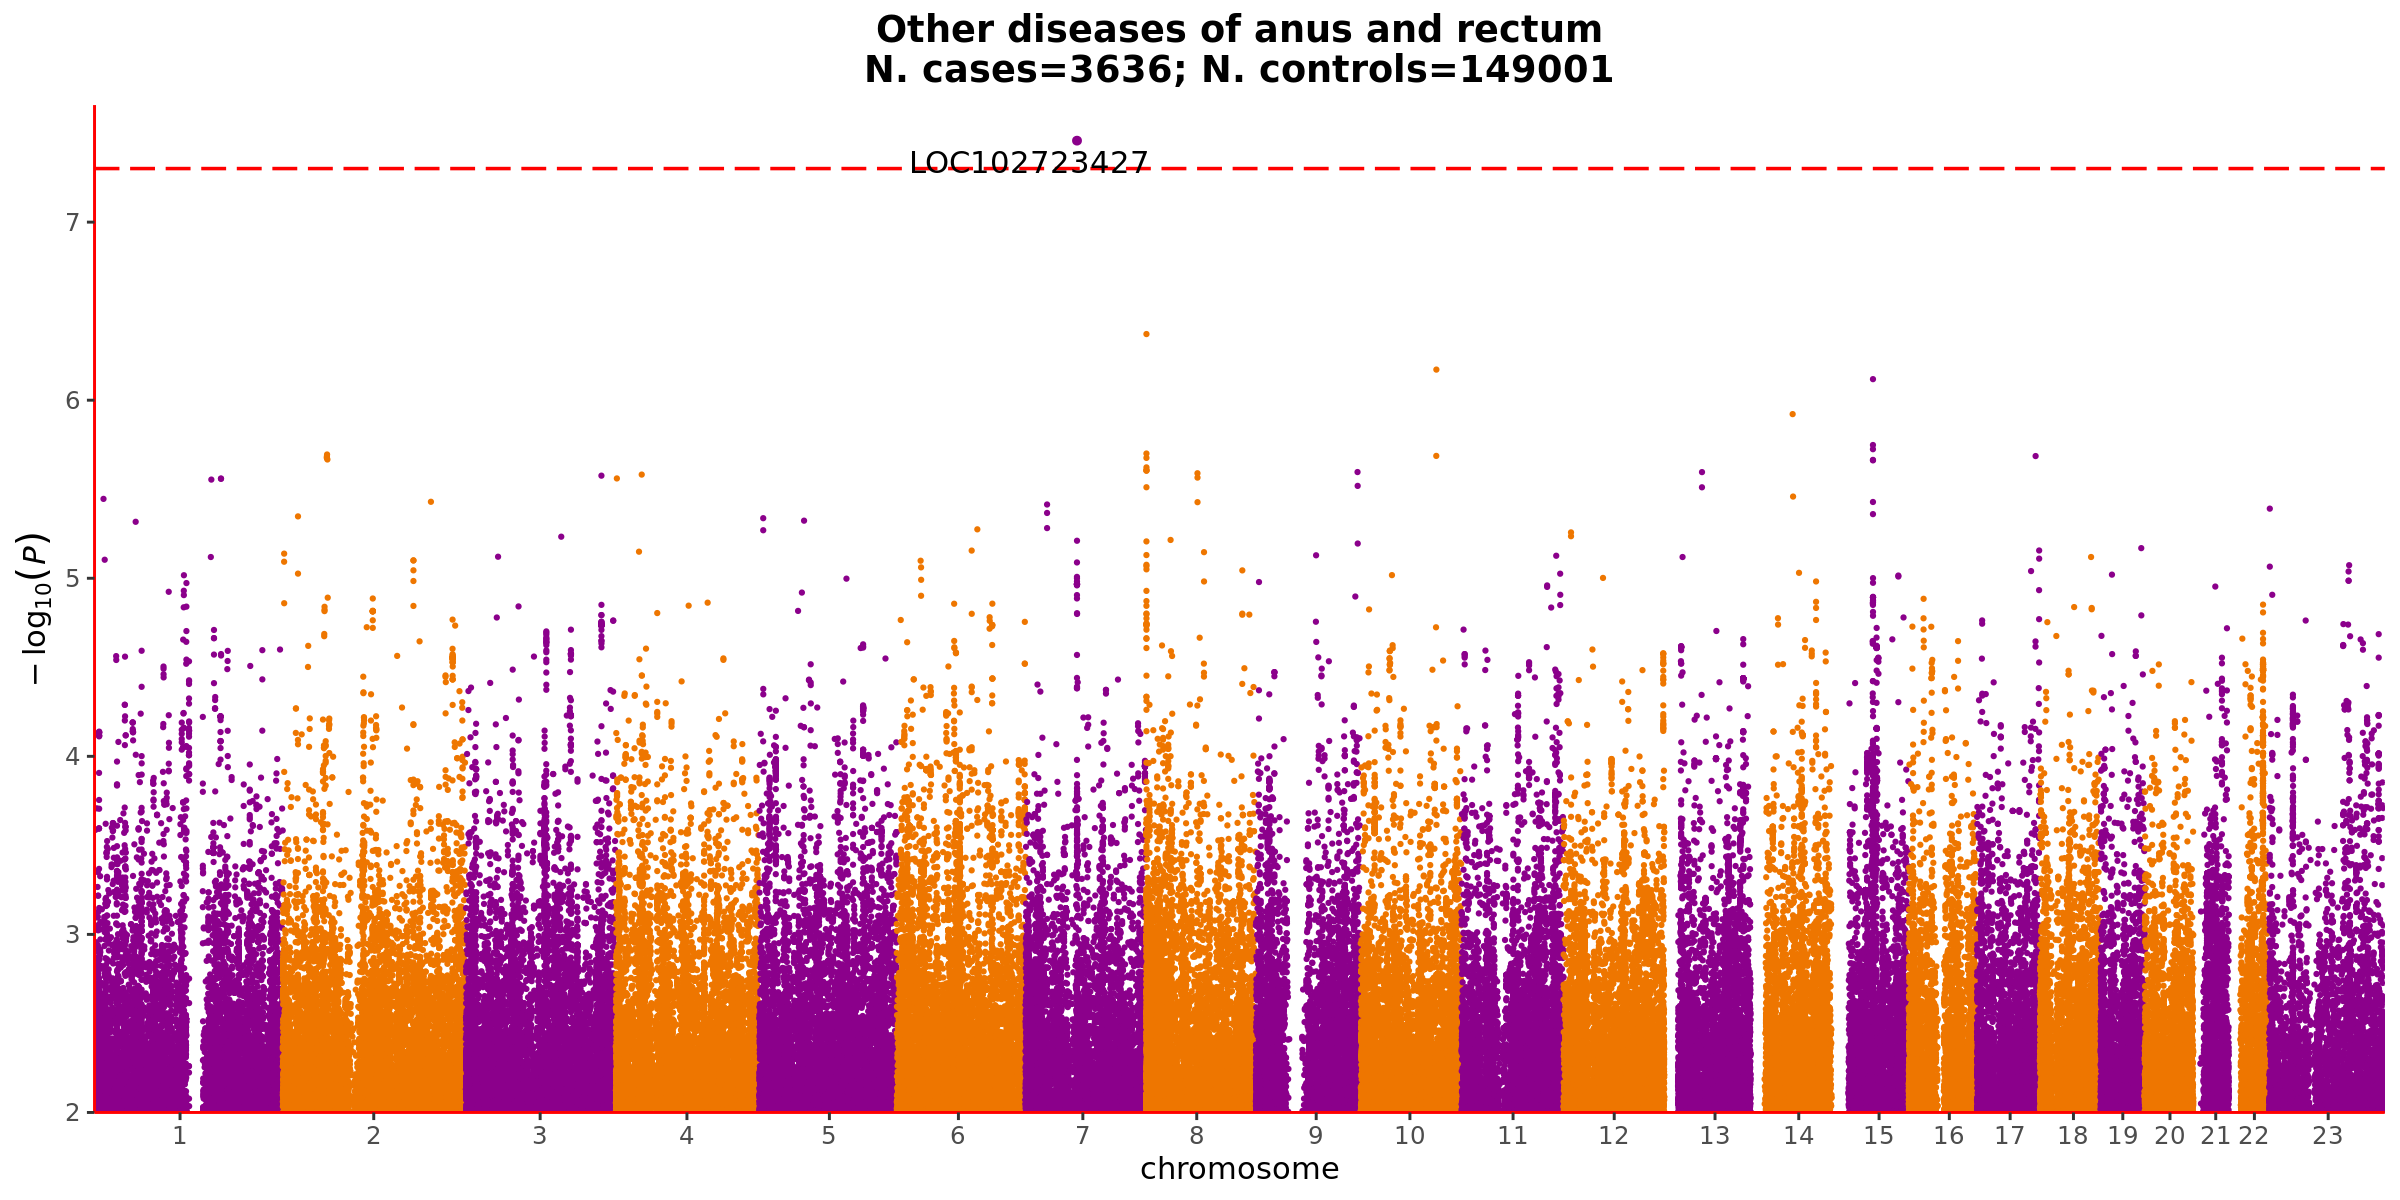 Other diseases of anus and rectum
N. cases=3636; N. controls=149001
LOC102723427
7
6
5
4
3
2
−log10(P)
1 2 3 4 5 6 7 8 9 10 11 12 13 14 15 16 17 18 19 20 21 22 23
chromosome